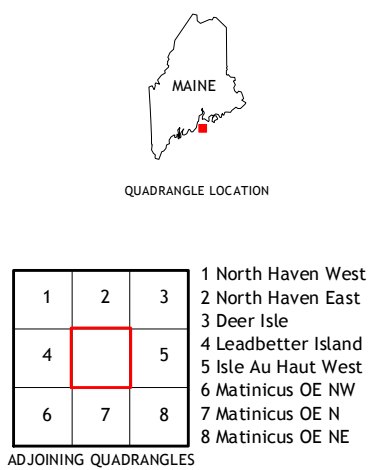 MAINE
QUADRANGLE LOCATION
1 2 3
4 5
6 7 8
1 North Haven West
2 North Haven East
3 Deer Isle
4 Leadbetter Island
5 Isle Au Haut West
6 Matinicus OE NW
7 Matinicus OE N
8 Matinicus OE NE
ADJOINING QUADRANGLES